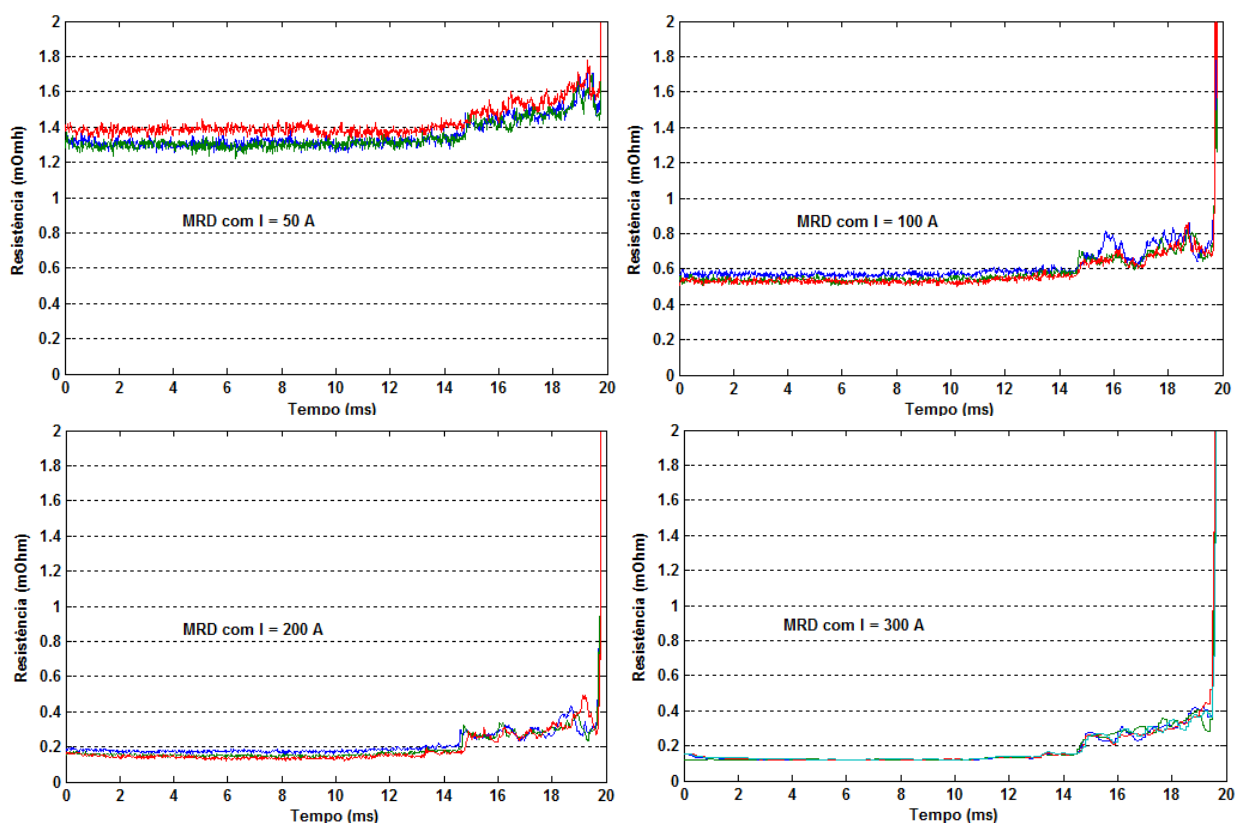 2
1.8
1.6
1.4
1.2
1
0.8
0.6
0.4
0.2
0
Resistência (mOmhh)
MRD com I = 50 A
0 2 4 6 8 10 12 14 16 18 20
Tempo (ms)
2
1.8
1.6
1.4
1.2
1
0.8
0.6
0.4
0.2
0
Resistência (mOhm)
MRD com I = 100 A
0 2 4 6 8 10 12 14 16 18 20
Tempo (ms)
2
1.8
1.6
1.4
1.2
1
0.8
0.6
0.4
0.2
0
Resistência (mOhm)
MRD com I = 200 A
0 2 4 6 8 10 12 14 16 18 20
Tempo (ms)
2
1.8
1.6
1.4
1.2
1
0.8
0.6
0.4
0.2
0
Resistência (mOhm)
MRD com I = 300 A
0 2 4 6 8 10 12 14 16 18 20
Tempo (ms)